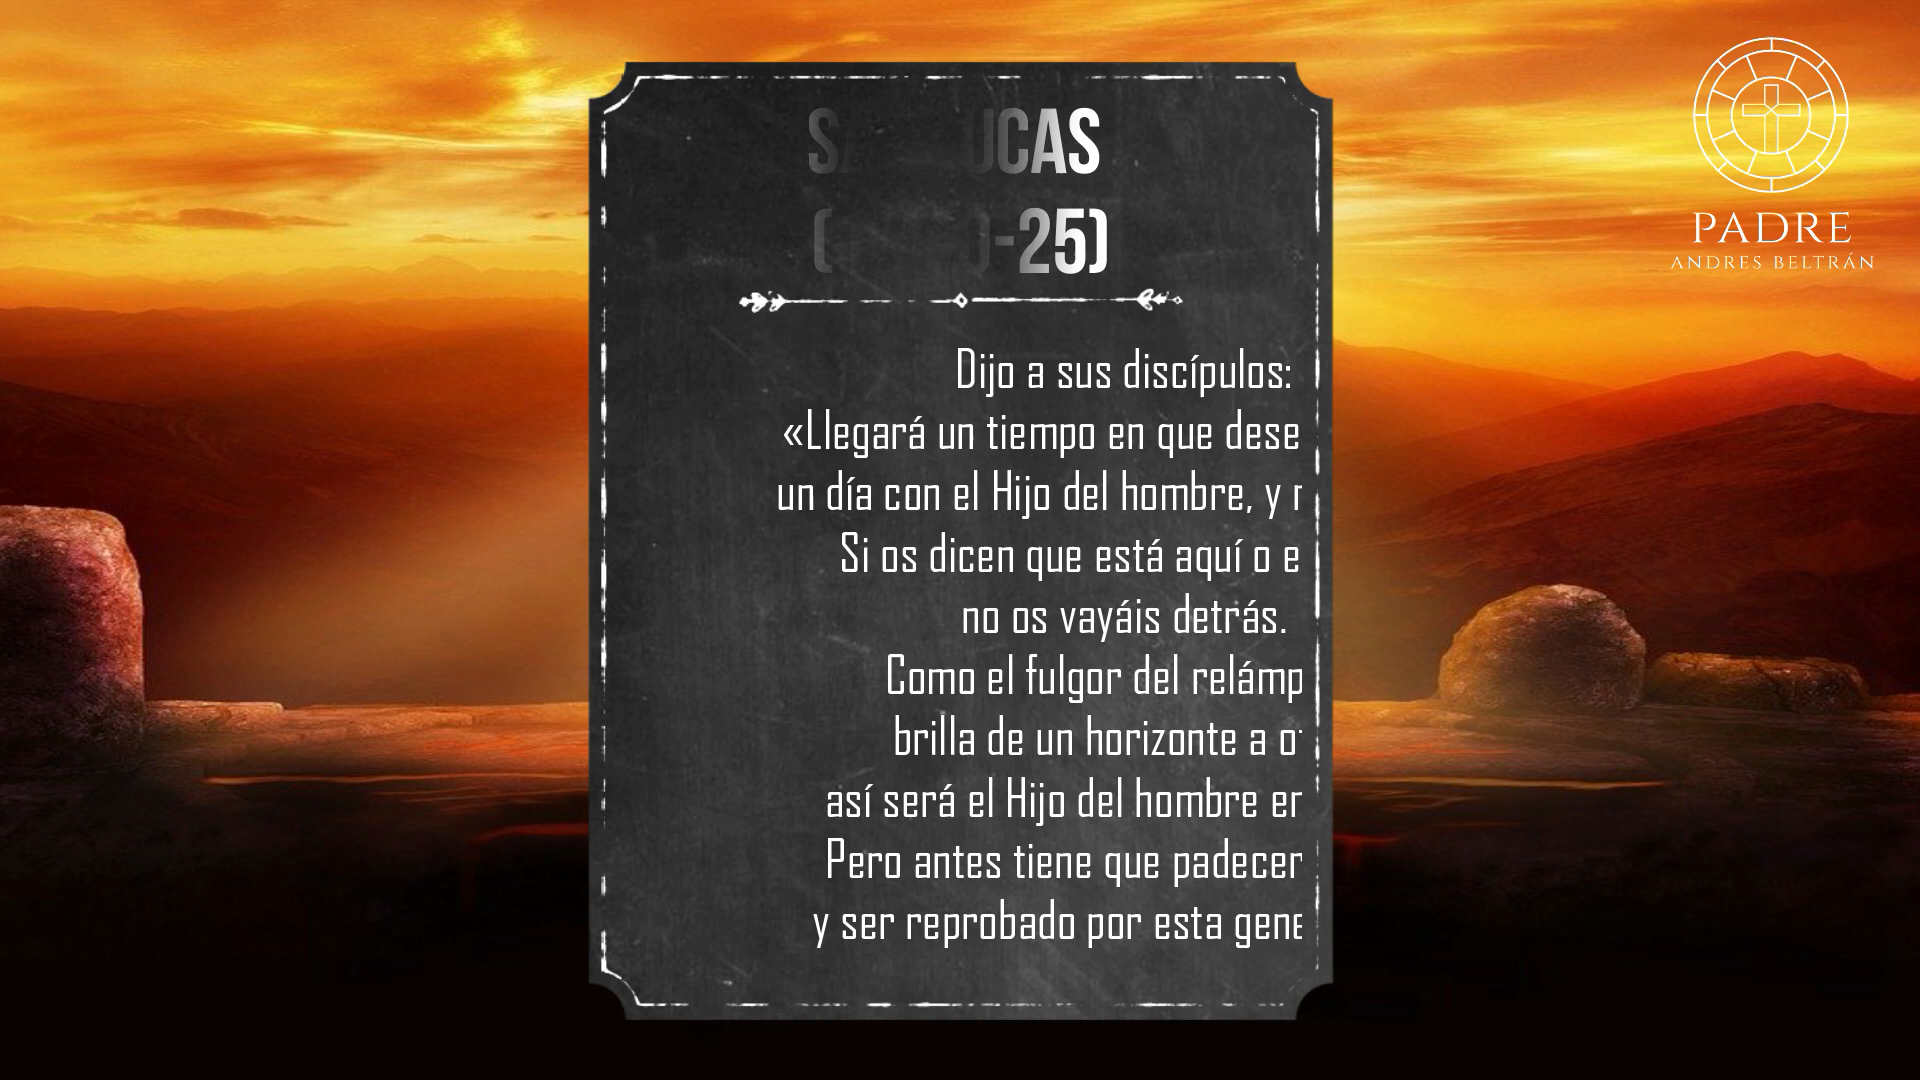 UCAS
-25)
Dijo a sus discípulos:
«Llegará un tiempo en que dese
un día con el Hijo del hombre, y
Si os dicen que está aquí o e
no os vayáis detrás.
Como el fulgor del relámp
brilla de un horizonte a o
así será el Hijo del hombre en
Pero antes tiene que padecer
y ser reprobado por esta gene
PADRE
ANDRES BELTRÁN